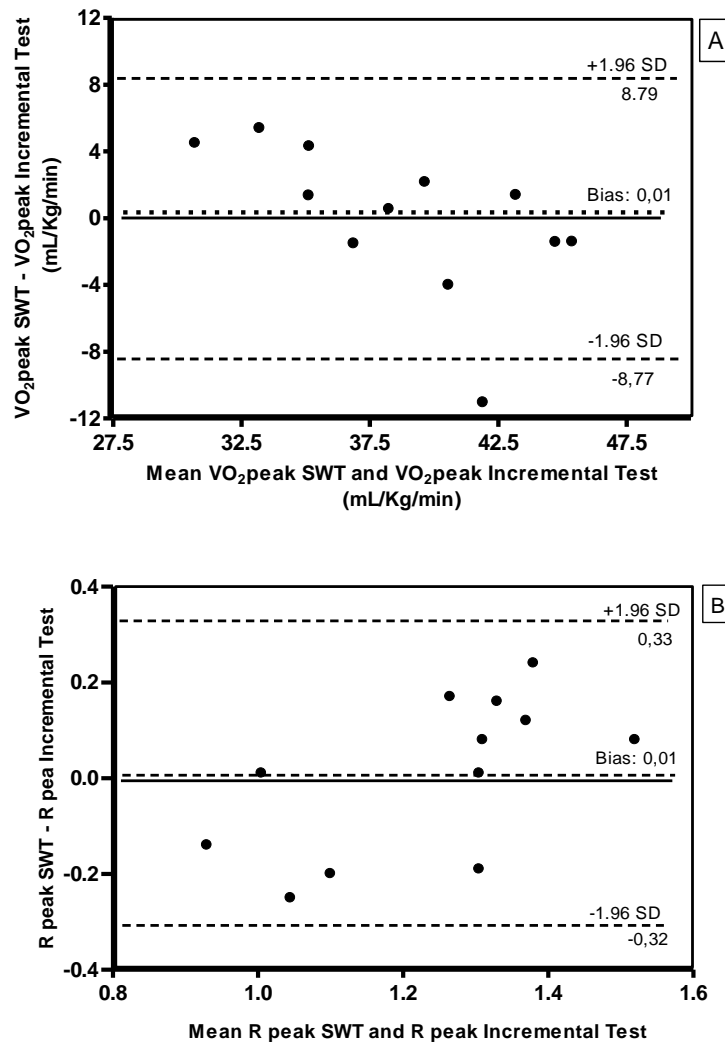 A
12
8
4
0
-4
-8
-12
VO₂peak SWT - VO₂peak Incremental Test
(mL/Kg/min)
+1.96 SD
8.79
Bias: 0,01
-1.96 SD
-8,77
27.5 32.5 37.5 42.5 47.5
Mean VO₂peak SWT and VO₂peak Incremental Test
(mL/Kg/min)
B
0.4
0.2
0.0
-0.2
-0.4
R peak SWT - R pea Incremental Test
+1.96 SD
0,33
Bias: 0,01
-1.96 SD
-0,32
0.8 1.0 1.2 1.4 1.6
Mean R peak SWT and R peak Incremental Test